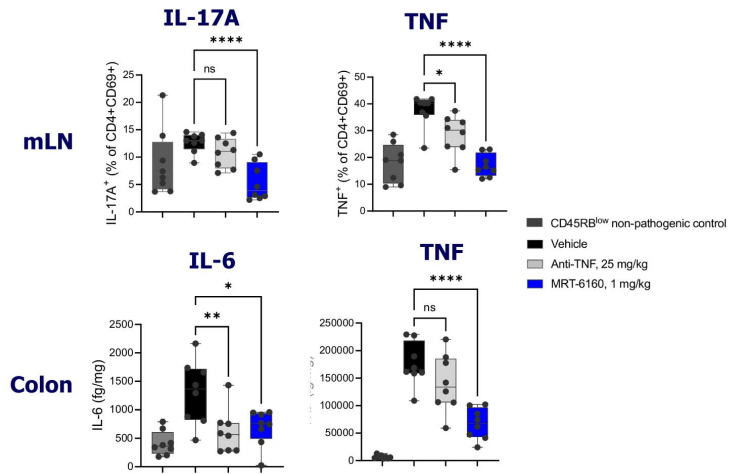 IL-17A
TNF
mLN
****
ns
25
20
15
10
5
0
IL-17A⁺ (% of CD4+CD69+)
****
*
50
40
30
20
10
0
TNF⁺ (% of CD4+CD69+)
CD45RBˡᵒʷ non-pathogenic control
Vehicle
Anti-TNF, 25 mg/kg
MRT-6160, 1 mg/kg
IL-6
TNF
Colon
*
**
2500
2000
1500
1000
500
0
IL-6 (fg/mg)
****
ns
250000
200000
150000
100000
50000
0